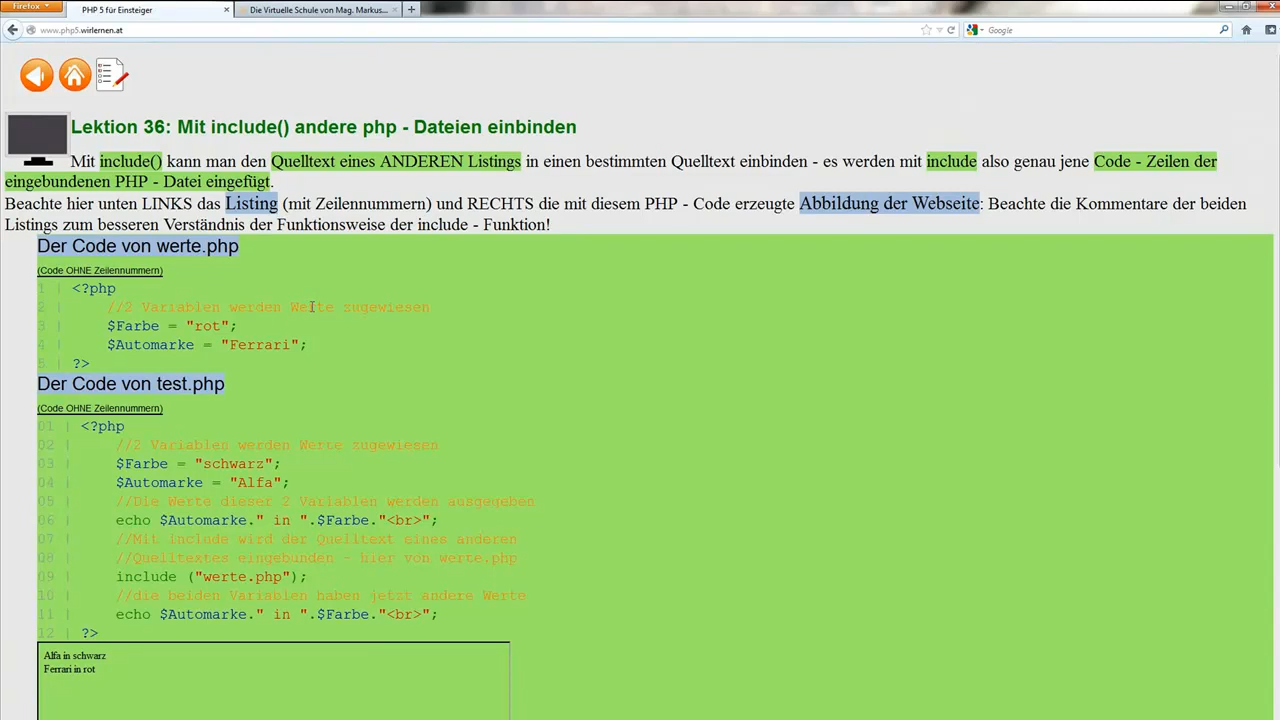 Firefox
PHP 5 für Einsteiger
Die Virtuelle Schule von Mag. Markus...
www.php5.wirlernen.at
Google
Lektion 36: Mit include() andere php - Dateien einbinden
Mit include() kann man den Quelltext eines ANDEREN Listings in einen bestimmten Quelltext einbinden - es werden mit include also genau jene Code - Zeilen der
eingebundenen PHP - Datei eingefügt.
Beachte hier unten LINKS das Listing (mit Zeilennummern) und RECHTS die mit diesem PHP - Code erzeugte Abbildung der Webseite: Beachte die Kommentare der beiden
Listings zum besseren Verständnis der Funktionsweise der include - Funktion!
Der Code von werte.php
(Code OHNE Zeilennummern)
1 | <?php
2 | //2 Variablen werden Werte zugewiesen
3 | $Farbe = "rot";
4 | $Automarke = "Ferrari";
5 | ?>
Der Code von test.php
(Code OHNE Zeilennummern)
01 | <?php
02 | //2 Variablen werden Werte zugewiesen
03 | $Farbe = "schwarz";
04 | $Automarke = "Alfa";
05 | //Die Werte dieser 2 Variablen werden ausgegeben
06 | echo $Automarke." in ".$Farbe."<br>";
07 | //Mit include wird der Quelltext eines anderen
08 | //Quelltextes eingebunden - hier von werte.php
09 | include ("werte.php");
10 | //die beiden Varisblen haben jetzt andere Werte
11 | echo $Automarke." in ".$Farbe."<br>";
12 | ?>
Alfa in schwarz
Ferrari in rot